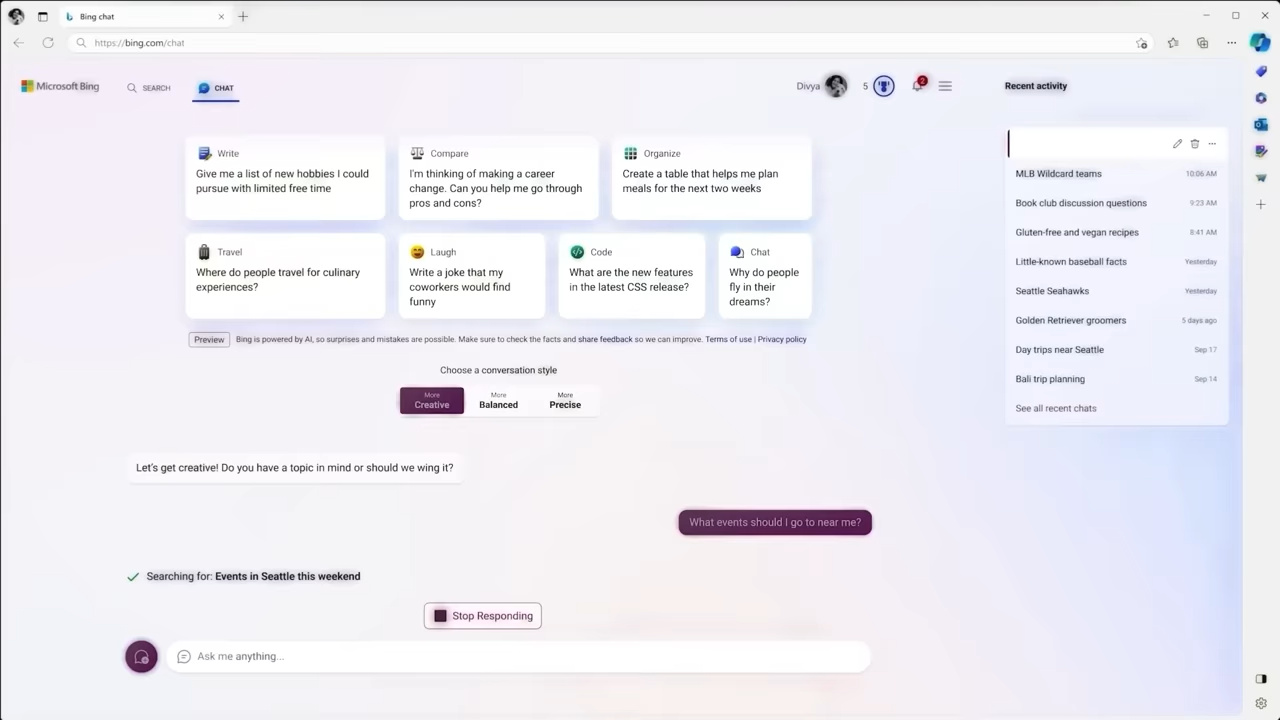 Bing chat
https://bing.com/chat
Microsoft Bing
SEARCH
CHAT
Divya
5
2
Recent activity
Write
Give me a list of new hobbies I could
pursue with limited free time
Compare
I'm thinking of making a career
change. Can you help me go through
pros and cons?
Organize
Create a table that helps me plan
meals for the next two weeks
Travel
Where do people travel for culinary
experiences?
Laugh
Write a joke that my
coworkers would find
funny
Code
What are the new features
in the latest CSS release?
Chat
Why do people
fly in their
dreams?
Preview
Bing is powered by AI, so surprises and mistakes are possible. Make sure to check the facts and share feedback so we can improve. Terms of use | Privacy policy
Choose a conversation style
More
Creative
More
Balanced
More
Precise
Let's get creative! Do you have a topic in mind or should we wing it?
What events should I go to near me?
Searching for: Events in Seattle this weekend
Stop Responding
Ask me anything...
MLB Wildcard teams 10:06 AM
Book club discussion questions 9:23 AM
Gluten-free and vegan recipes 8:41 AM
Little-known baseball facts Yesterday
Seattle Seahawks Yesterday
Golden Retriever groomers 5 days ago
Day trips near Seattle Sep 17
Bali trip planning Sep 14
See all recent chats